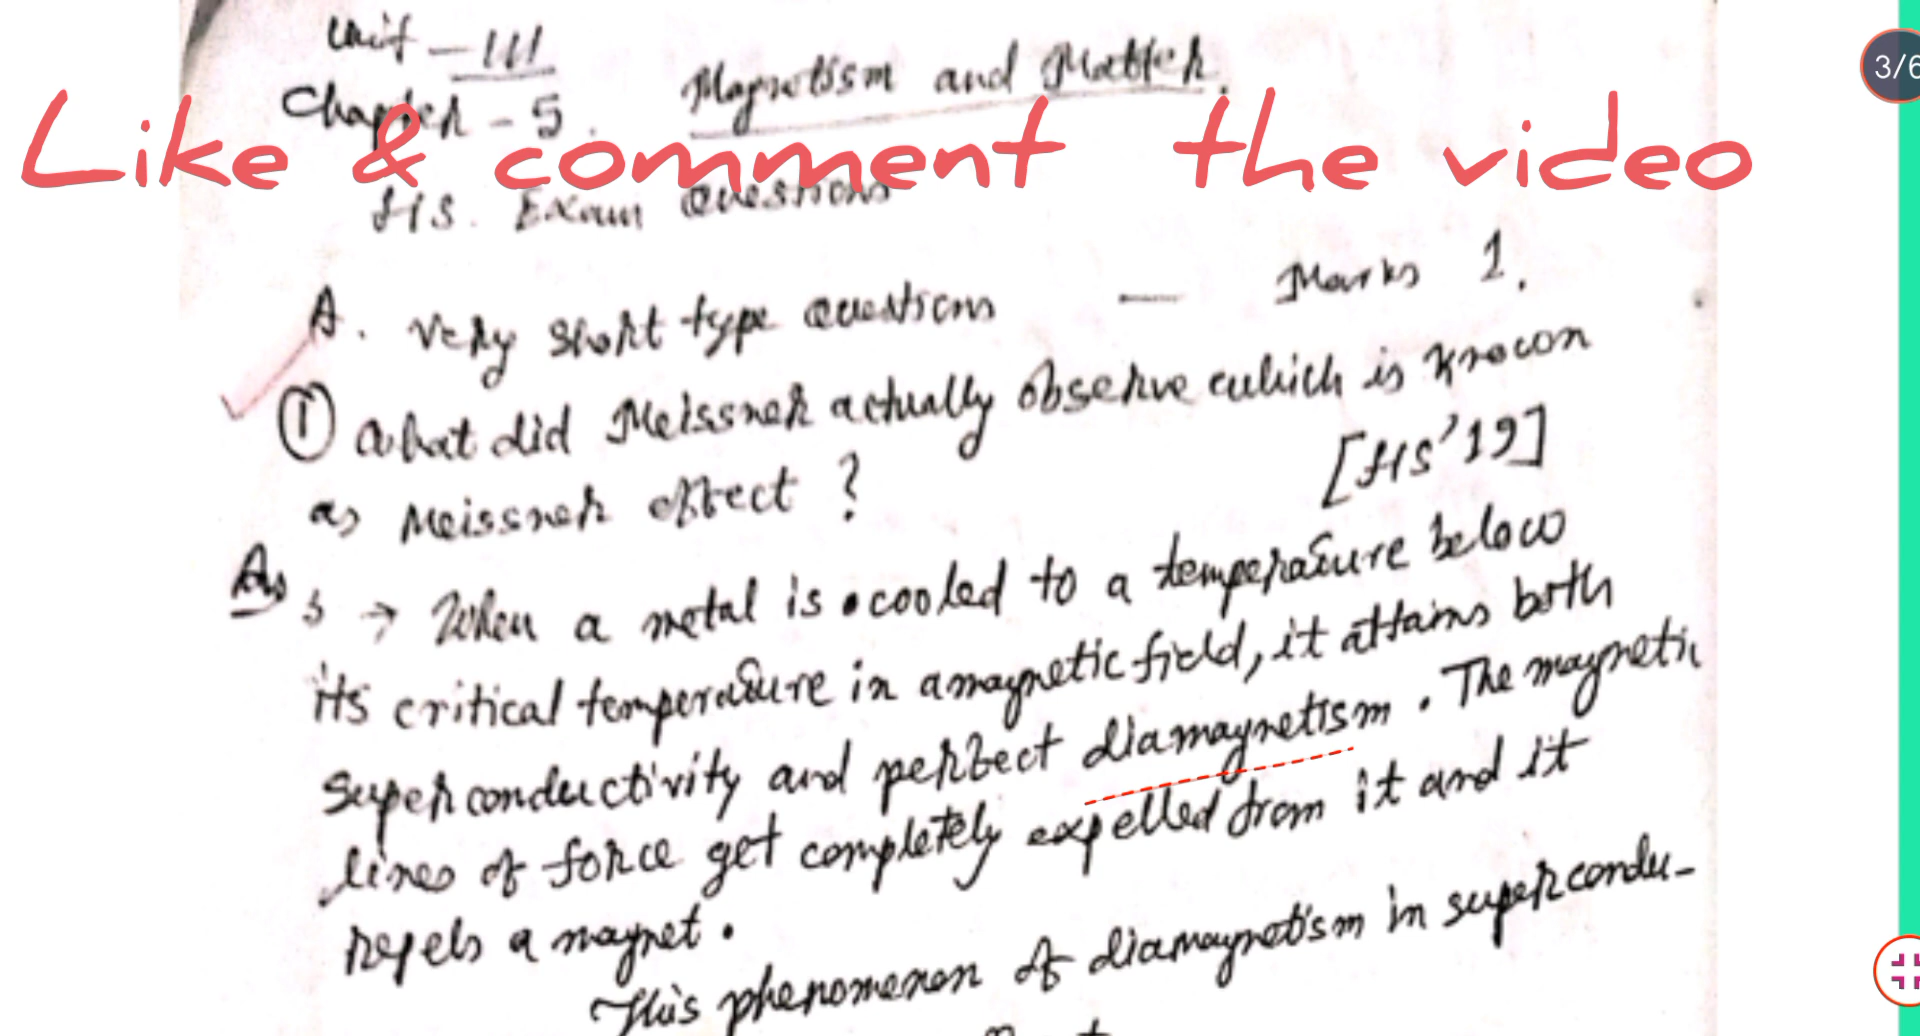 Unit - III
Chapter - 5. Magnetism and Matter.
Like & comment the video
HS. Exam Questions
A. Very short type questions — Marks 1.
① What did Meissner actually observe which is known
as Meissner effect ? [HS'19]
Ans → When a metal is cooled to a temperature below
its critical temperature in a magnetic field, it attains both
superconductivity and perfect diamagnetism. The magnetic
lines of force get completely expelled from it and it
repels a magnet.
This phenomenon of diamagnetism in supercondu-
3/6